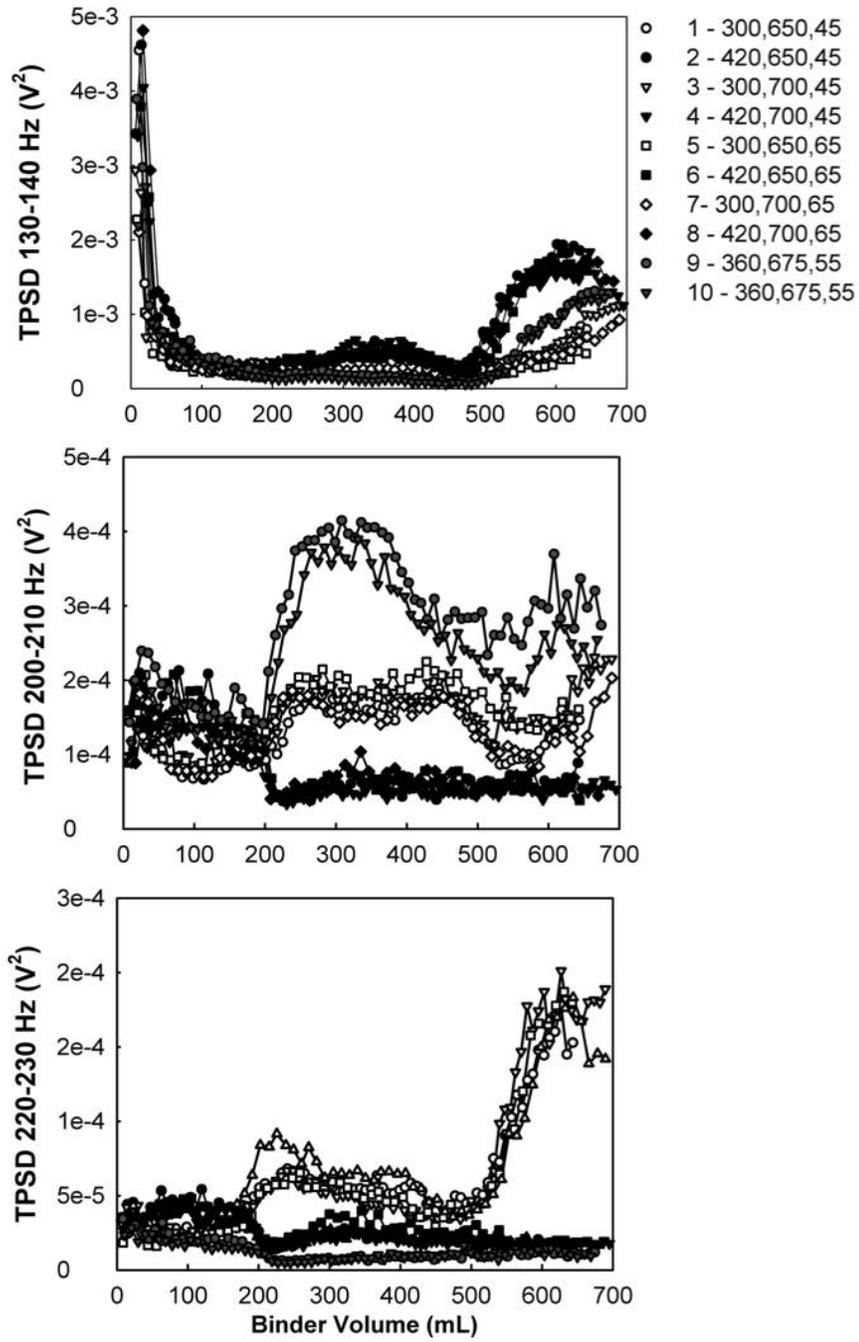 TPSD 130-140 Hz (V²)
5e-3
4e-3
3e-3
2e-3
1e-3
0
0 100 200 300 400 500 600 700
1 - 300,650,45
2 - 420,650,45
3 - 300,700,45
4 - 420,700,45
5 - 300,650,65
6 - 420,650,65
7- 300,700,65
8 - 420,700,65
9 - 360,675,55
10 - 360,675,55
TPSD 200-210 Hz (V²)
5e-4
4e-4
3e-4
2e-4
1e-4
0
0 100 200 300 400 500 600 700
TPSD 220-230 Hz (V²)
3e-4
2e-4
2e-4
1e-4
5e-5
0
0 100 200 300 400 500 600 700
Binder Volume (mL)